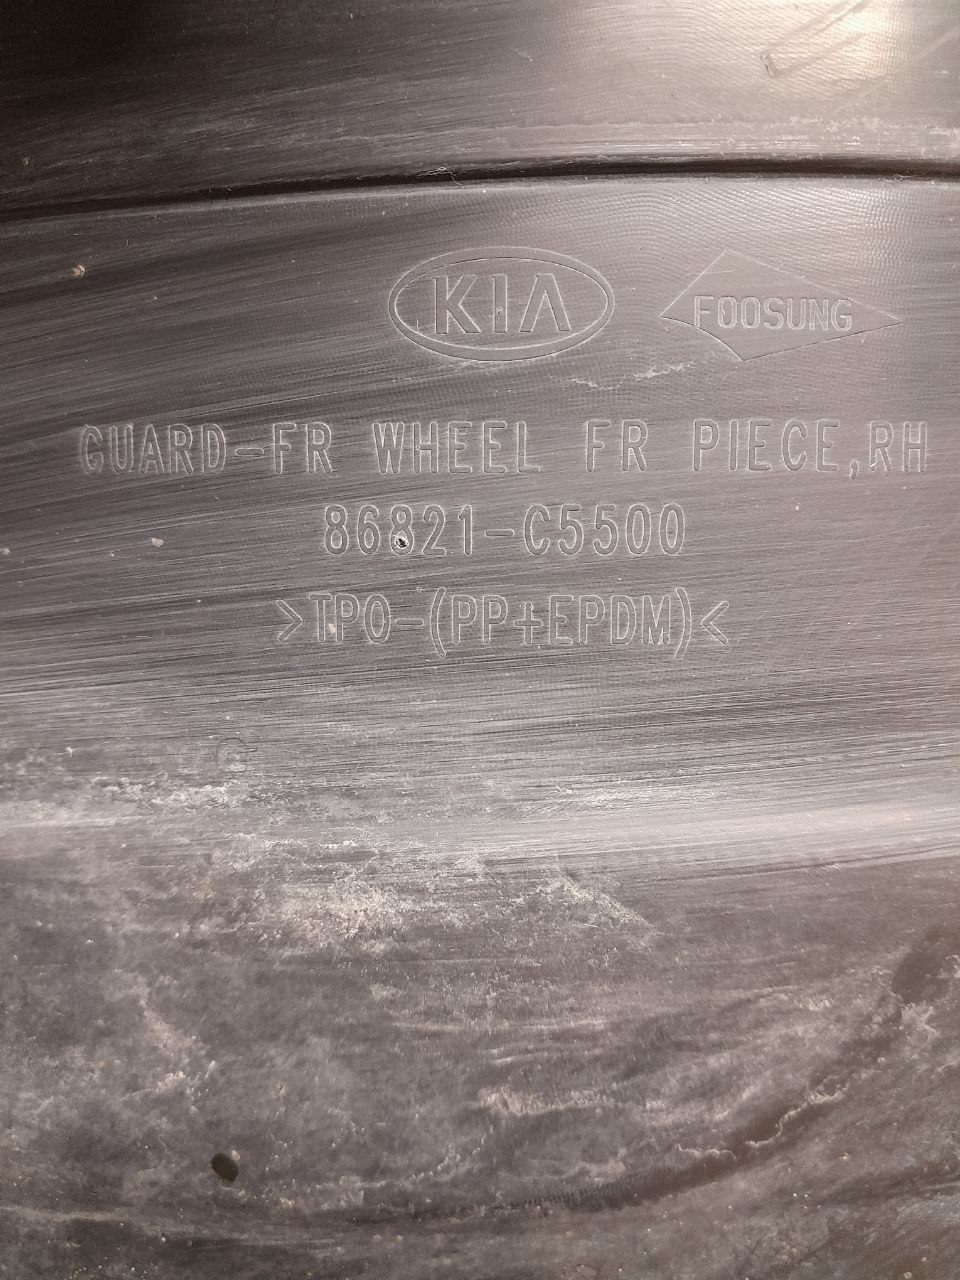 KIA FOOSUNG
GUARD-FR WHEEL FR PIECE,RH
86821-C5500
>TPO-(PP+EPDM)<
G